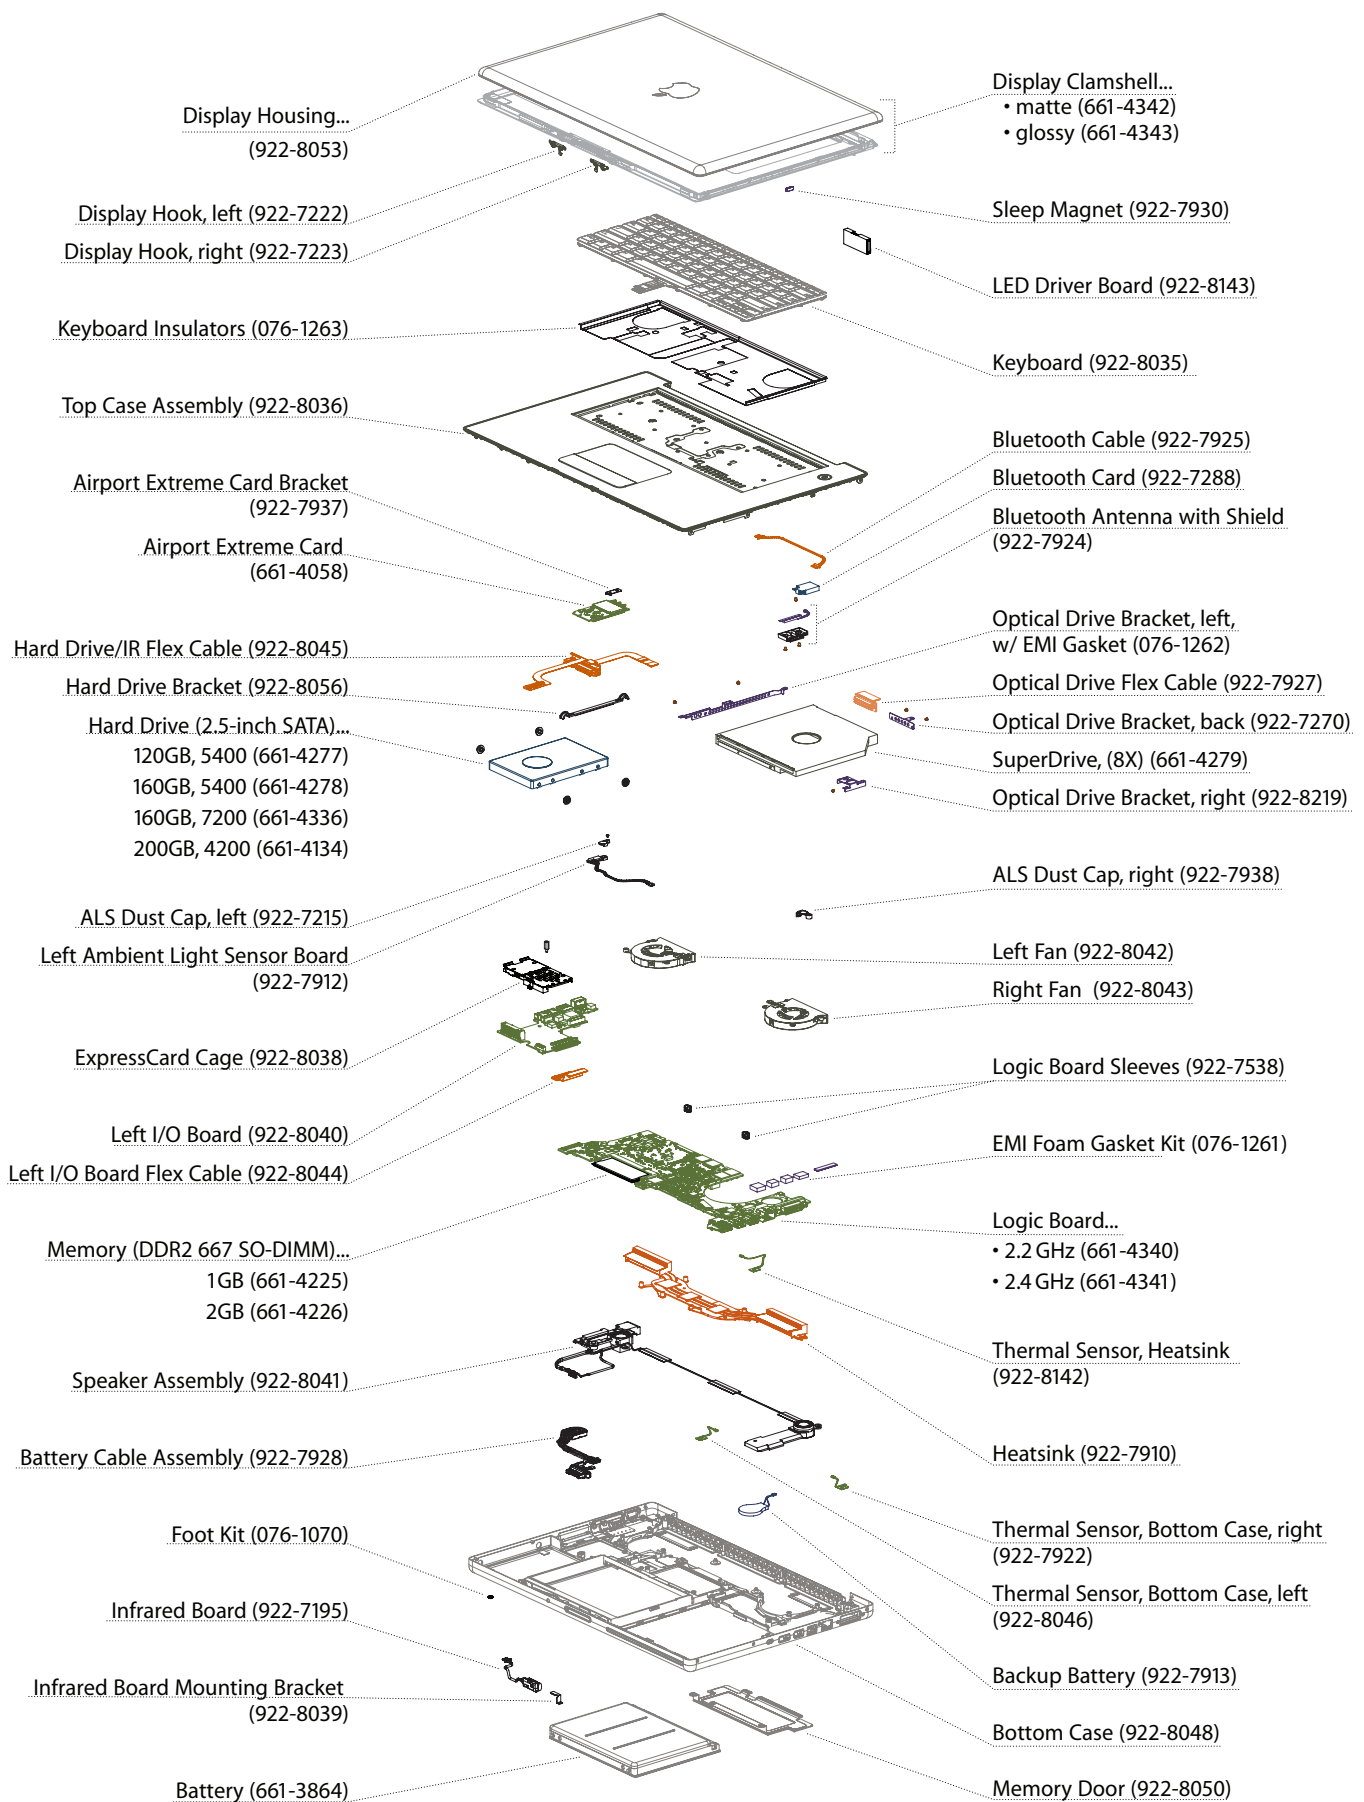 Display Housing...
(922-8053)
Display Hook, left (922-7222)
Display Hook, right (922-7223)
Keyboard Insulators (076-1263)
Top Case Assembly (922-8036)
Airport Extreme Card Bracket
(922-7937)
Airport Extreme Card
(661-4058)
Hard Drive/IR Flex Cable (922-8045)
Hard Drive Bracket (922-8056)
Hard Drive (2.5-inch SATA)...
120GB, 5400 (661-4277)
160GB, 5400 (661-4278)
160GB, 7200 (661-4336)
200GB, 4200 (661-4134)
ALS Dust Cap, left (922-7215)
Left Ambient Light Sensor Board
(922-7912)
ExpressCard Cage (922-8038)
Left I/O Board (922-8040)
Left I/O Board Flex Cable (922-8044)
Memory (DDR2 667 SO-DIMM)...
1GB (661-4225)
2GB (661-4226)
Speaker Assembly (922-8041)
Battery Cable Assembly (922-7928)
Foot Kit (076-1070)
Infrared Board (922-7195)
Infrared Board Mounting Bracket
(922-8039)
Battery (661-3864)
Display Clamshell...
• matte (661-4342)
• glossy (661-4343)
Sleep Magnet (922-7930)
LED Driver Board (922-8143)
Keyboard (922-8035)
Bluetooth Cable (922-7925)
Bluetooth Card (922-7288)
Bluetooth Antenna with Shield
(922-7924)
Optical Drive Bracket, left,
w/ EMI Gasket (076-1262)
Optical Drive Flex Cable (922-7927)
Optical Drive Bracket, back (922-7270)
SuperDrive, (8X) (661-4279)
Optical Drive Bracket, right (922-8219)
ALS Dust Cap, right (922-7938)
Left Fan (922-8042)
Right Fan (922-8043)
Logic Board Sleeves (922-7538)
EMI Foam Gasket Kit (076-1261)
Logic Board...
• 2.2 GHz (661-4340)
• 2.4 GHz (661-4341)
Thermal Sensor, Heatsink
(922-8142)
Heatsink (922-7910)
Thermal Sensor, Bottom Case, right
(922-7922)
Thermal Sensor, Bottom Case, left
(922-8046)
Backup Battery (922-7913)
Bottom Case (922-8048)
Memory Door (922-8050)